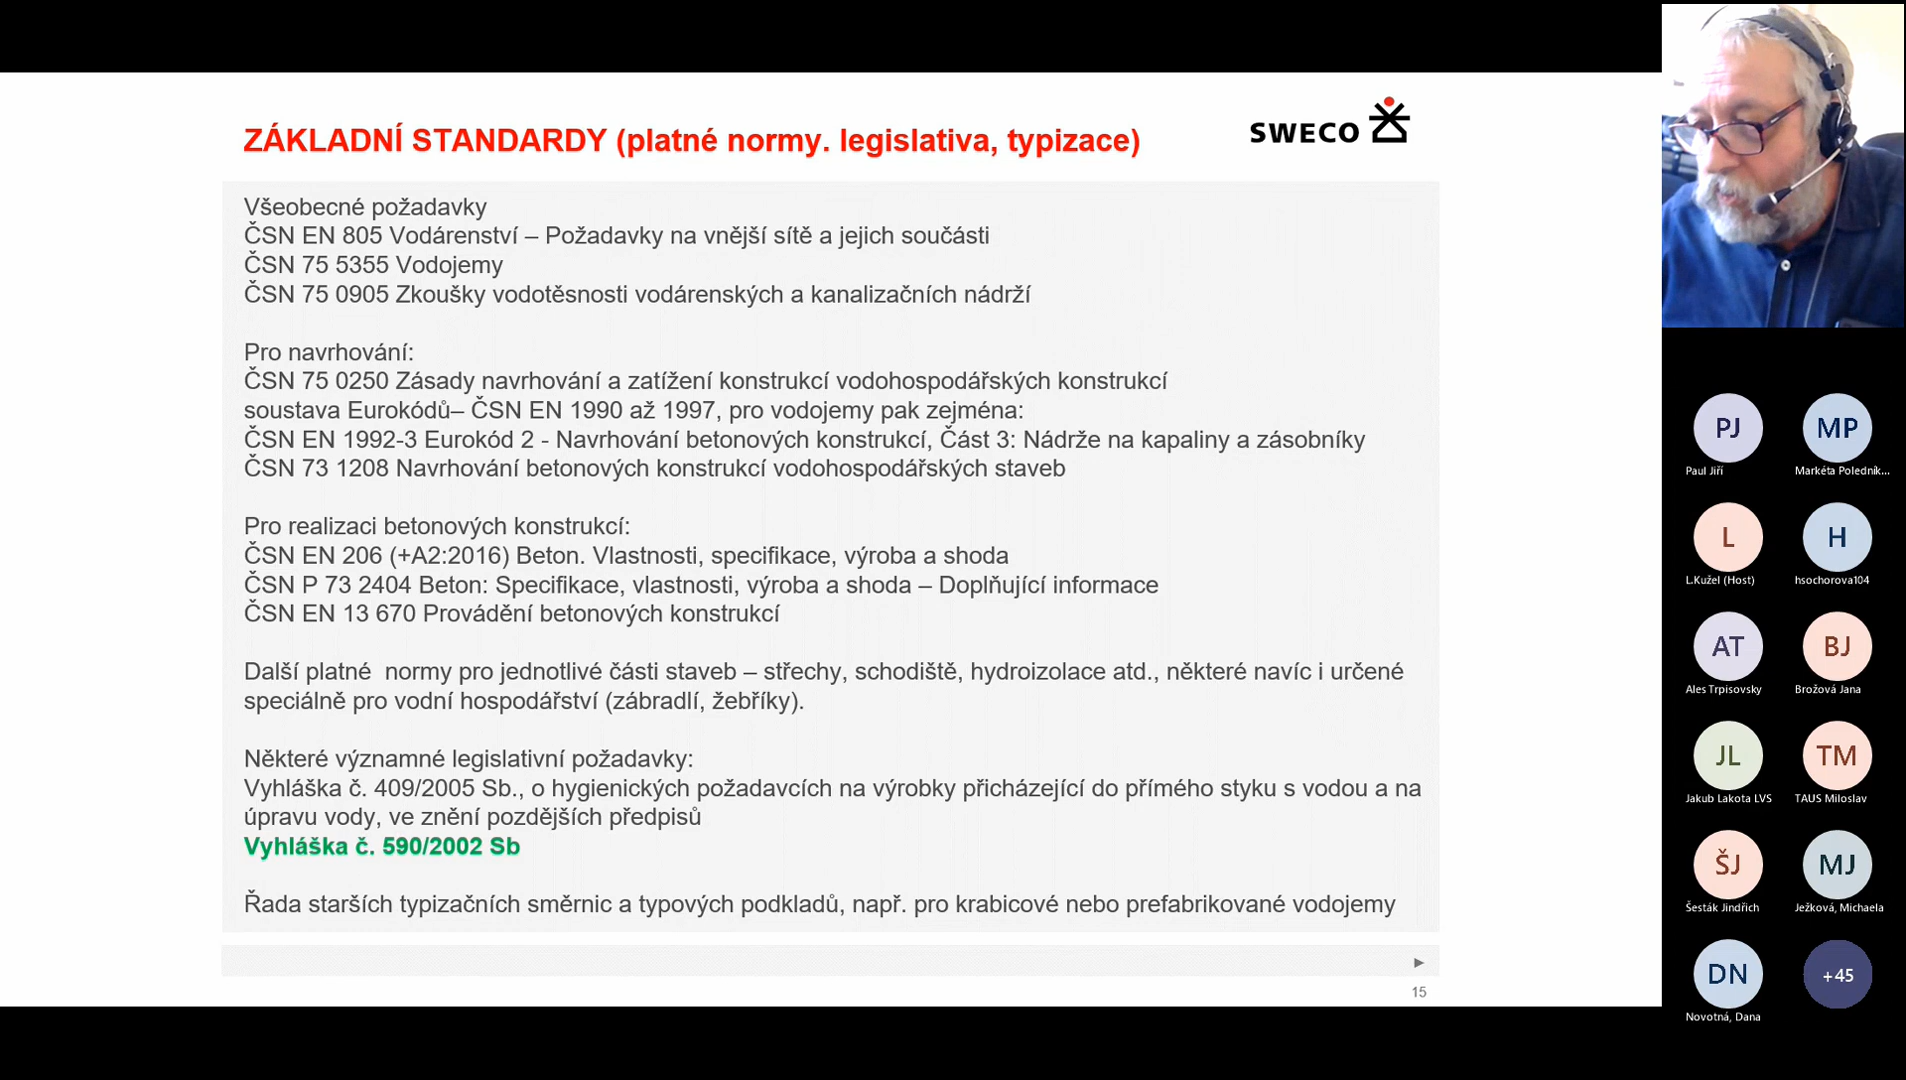 ZÁKLADNÍ STANDARDY (platné normy. legislativa, typizace)
SWECO
Všeobecné požadavky
ČSN EN 805 Vodárenství – Požadavky na vnější sítě a jejich součásti
ČSN 75 5355 Vodojemy
ČSN 75 0905 Zkoušky vodotěsnosti vodárenských a kanalizačních nádrží
Pro navrhování:
ČSN 75 0250 Zásady navrhování a zatížení konstrukcí vodohospodářských konstrukcí
soustava Eurokódů– ČSN EN 1990 až 1997, pro vodojemy pak zejména:
ČSN EN 1992-3 Eurokód 2 - Navrhování betonových konstrukcí, Část 3: Nádrže na kapaliny a zásobníky
ČSN 73 1208 Navrhování betonových konstrukcí vodohospodářských staveb
Pro realizaci betonových konstrukcí:
ČSN EN 206 (+A2:2016) Beton. Vlastnosti, specifikace, výroba a shoda
ČSN P 73 2404 Beton: Specifikace, vlastnosti, výroba a shoda – Doplňující informace
ČSN EN 13 670 Provádění betonových konstrukcí
Další platné  normy pro jednotlivé části staveb – střechy, schodiště, hydroizolace atd., některé navíc i určené
speciálně pro vodní hospodářství (zábradlí, žebříky).
Některé významné legislativní požadavky:
Vyhláška č. 409/2005 Sb., o hygienických požadavcích na výrobky přicházející do přímého styku s vodou a na
úpravu vody, ve znění pozdějších předpisů
Vyhláška č. 590/2002 Sb
Řada starších typizačních směrnic a typových podkladů, např. pro krabicové nebo prefabrikované vodojemy
15
PJ
Paul Jiří
MP
Markéta Poledník...
L
L.Kužel (Host)
H
hsochorova104
AT
Ales Trpisovsky
BJ
Brožová Jana
JL
Jakub Lakota LVS
TM
TAUS Miloslav
ŠJ
Šesták Jindřich
MJ
Ježková, Michaela
DN
Novotná, Dana
+45